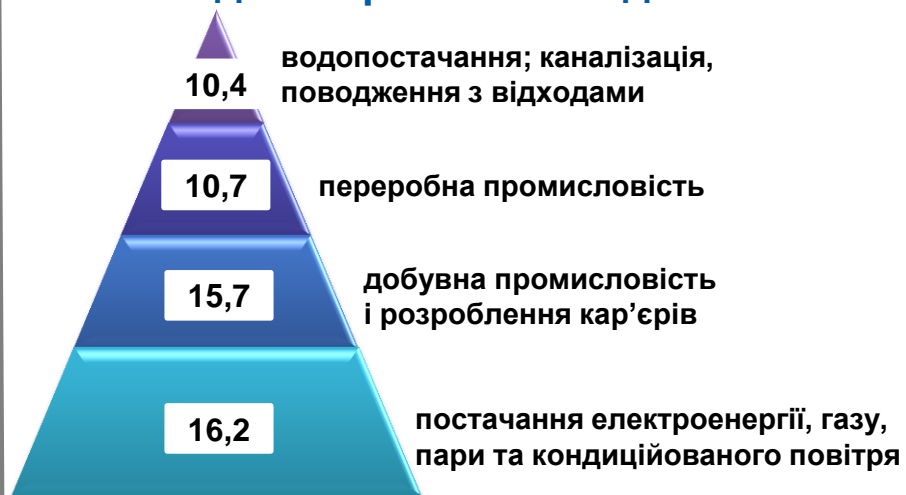 водопостачання; каналізація,
поводження з відходами
10,4
10,7
переробна промисловість
добувна промисловість
і розроблення кар’єрів
15,7
16,2
постачання електроенергії, газу,
пари та кондиційованого повітря